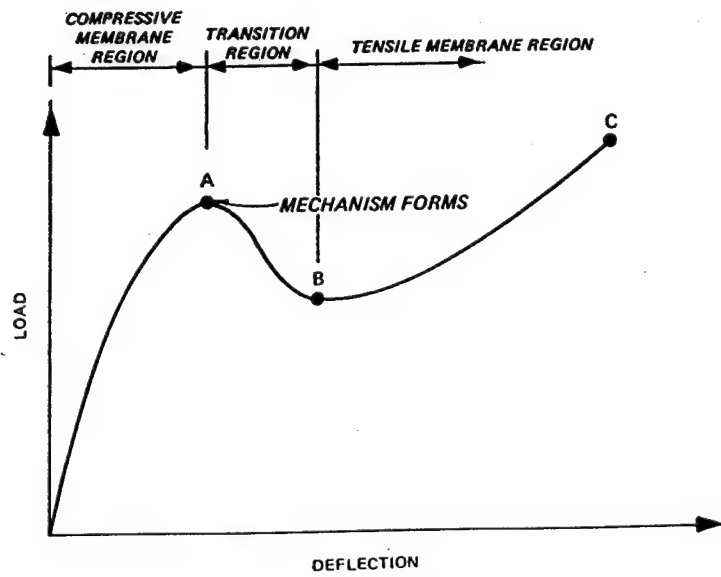 COMPRESSIVE
MEMBRANE
REGION
TRANSITION
REGION
TENSILE MEMBRANE REGION
C
A
MECHANISM FORMS
B
LOAD
DEFLECTION